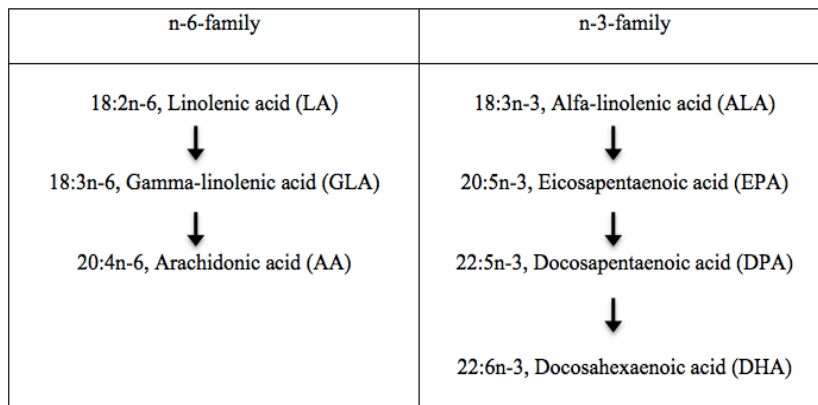 n-6-family
n-3-family
18:2n-6, Linolenic acid (LA)
18:3n-6, Gamma-linolenic acid (GLA)
20:4n-6, Arachidonic acid (AA)
18:3n-3, Alfa-linolenic acid (ALA)
20:5n-3, Eicosapentaenoic acid (EPA)
22:5n-3, Docosapentaenoic acid (DPA)
22:6n-3, Docosahexaenoic acid (DHA)